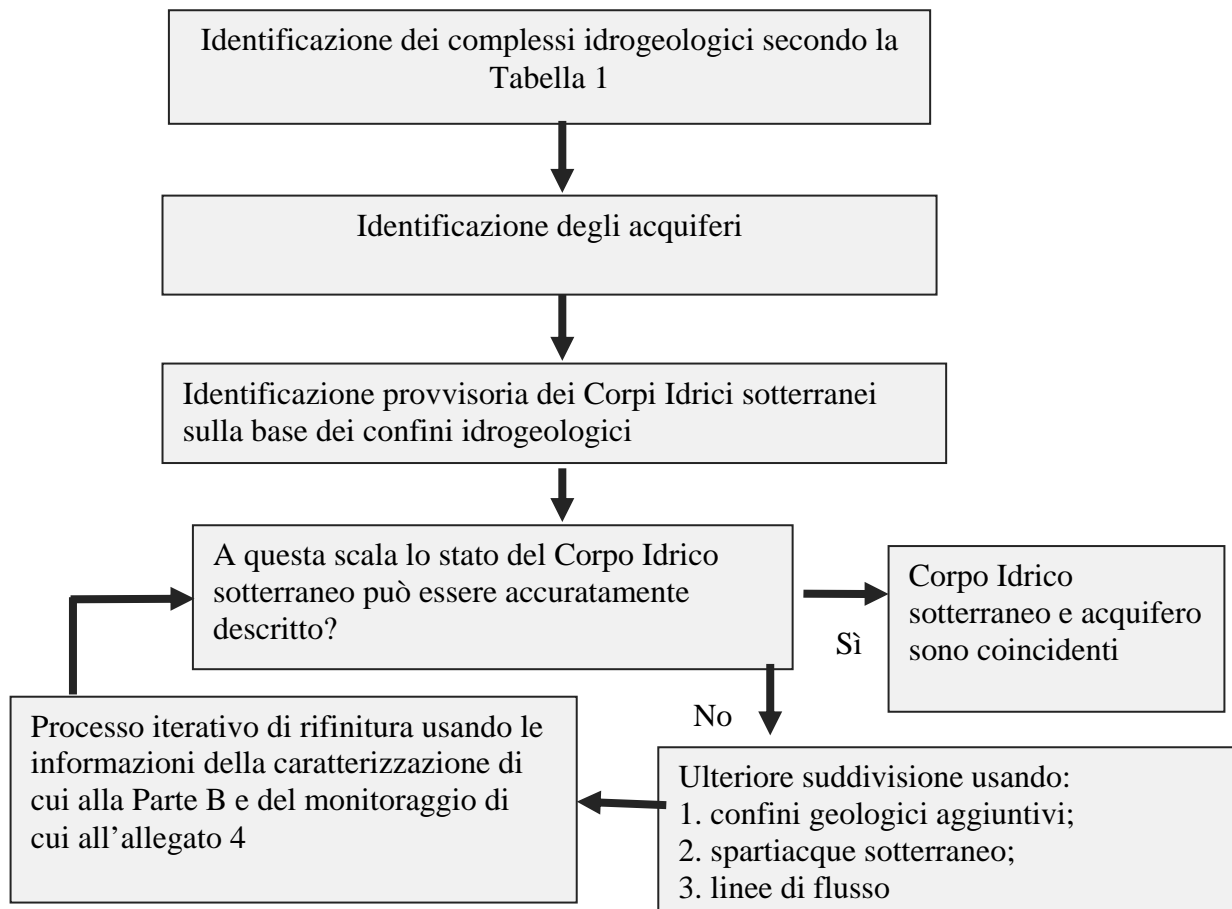 Identificazione dei complessi idrogeologici secondo la
Tabella 1
Identificazione degli acquiferi
Identificazione provvisoria dei Corpi Idrici sotterranei
sulla base dei confini idrogeologici
A questa scala lo stato del Corpo Idrico
sotterraneo può essere accuratamente
descritto?
Sì
Corpo Idrico
sotterraneo e acquifero
sono coincidenti
No
Ulteriore suddivisione usando:
1. confini geologici aggiuntivi;
2. spartiacque sotterraneo;
3. linee di flusso
Processo iterativo di rifinitura usando le
informazioni della caratterizzazione di
cui alla Parte B e del monitoraggio di
cui all’allegato 4